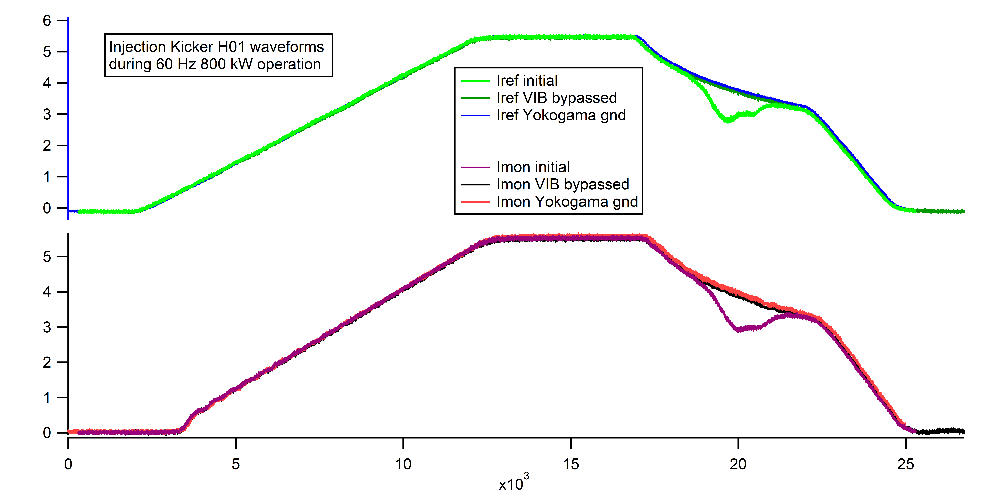 6
5
4
3
2
1
0
Injection Kicker H01 waveforms
during 60 Hz 800 kW operation
Iref initial
Iref VIB bypassed
Iref Yokogama gnd
Imon initial
Imon VIB bypassed
Imon Yokogama gnd
5
4
3
2
1
0
0 5 10 15 20 25
x10³